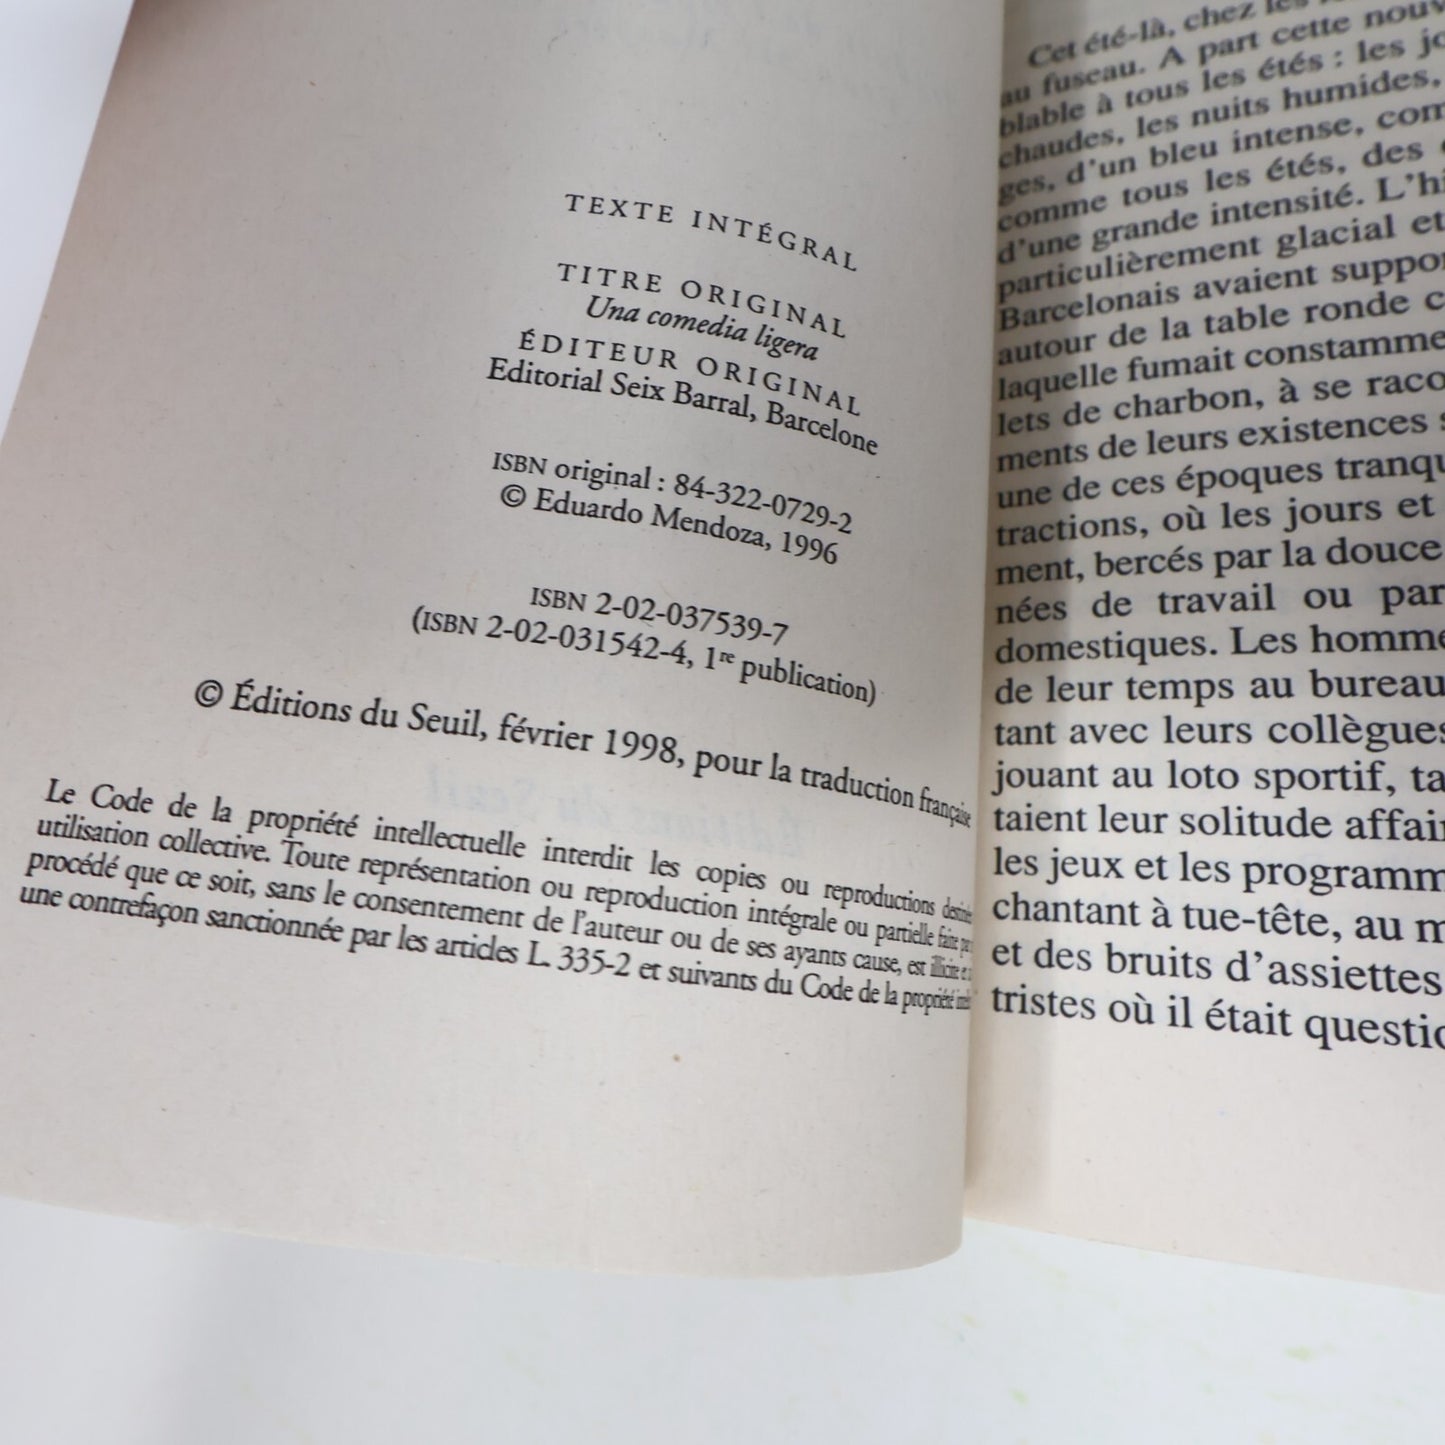 TEXTE INTÉGRAL
TITRE ORIGINAL
Una comedia ligera
ÉDITEUR ORIGINAL
Editorial Seix Barral, Barcelone
ISBN original : 84-322-0729-2
© Eduardo Mendoza, 1996
ISBN 2-02-037539-7
(ISBN 2-02-031542-4, 1re publication)
© Éditions du Seuil, février 1998, pour la traduction française
Le Code de la propriété intellectuelle interdit les copies ou reproductions
utilisation collective. Toute représentation ou reproduction intégrale ou partielle faite
procédé que ce soit, sans le consentement de l'auteur ou de ses ayants cause, est illicite
une contrefaçon sanctionnée par les articles L. 335-2 et suivants du Code de la propriété
Cet été-là, chez les
au fuseau. A part cette
blable à tous les étés : les
chaudes, les nuits humides,
ges, d'un bleu intense,
comme tous les étés, des
d'une grande intensité.
particulièrement glacial et
Barcelonais avaient
autour de la table ronde
laquelle fumait
lets de charbon, à se
ments de leurs existences
une de ces époques
tractions, où les jours et
ment, bercés par la douce
nées de travail ou
domestiques. Les
de leur temps au bureau
tant avec leurs collègues
jouant au loto sportif,
taient leur solitude
les jeux et les
chantant à tue-tête, au
et des bruits d'assiettes
tristes où il était